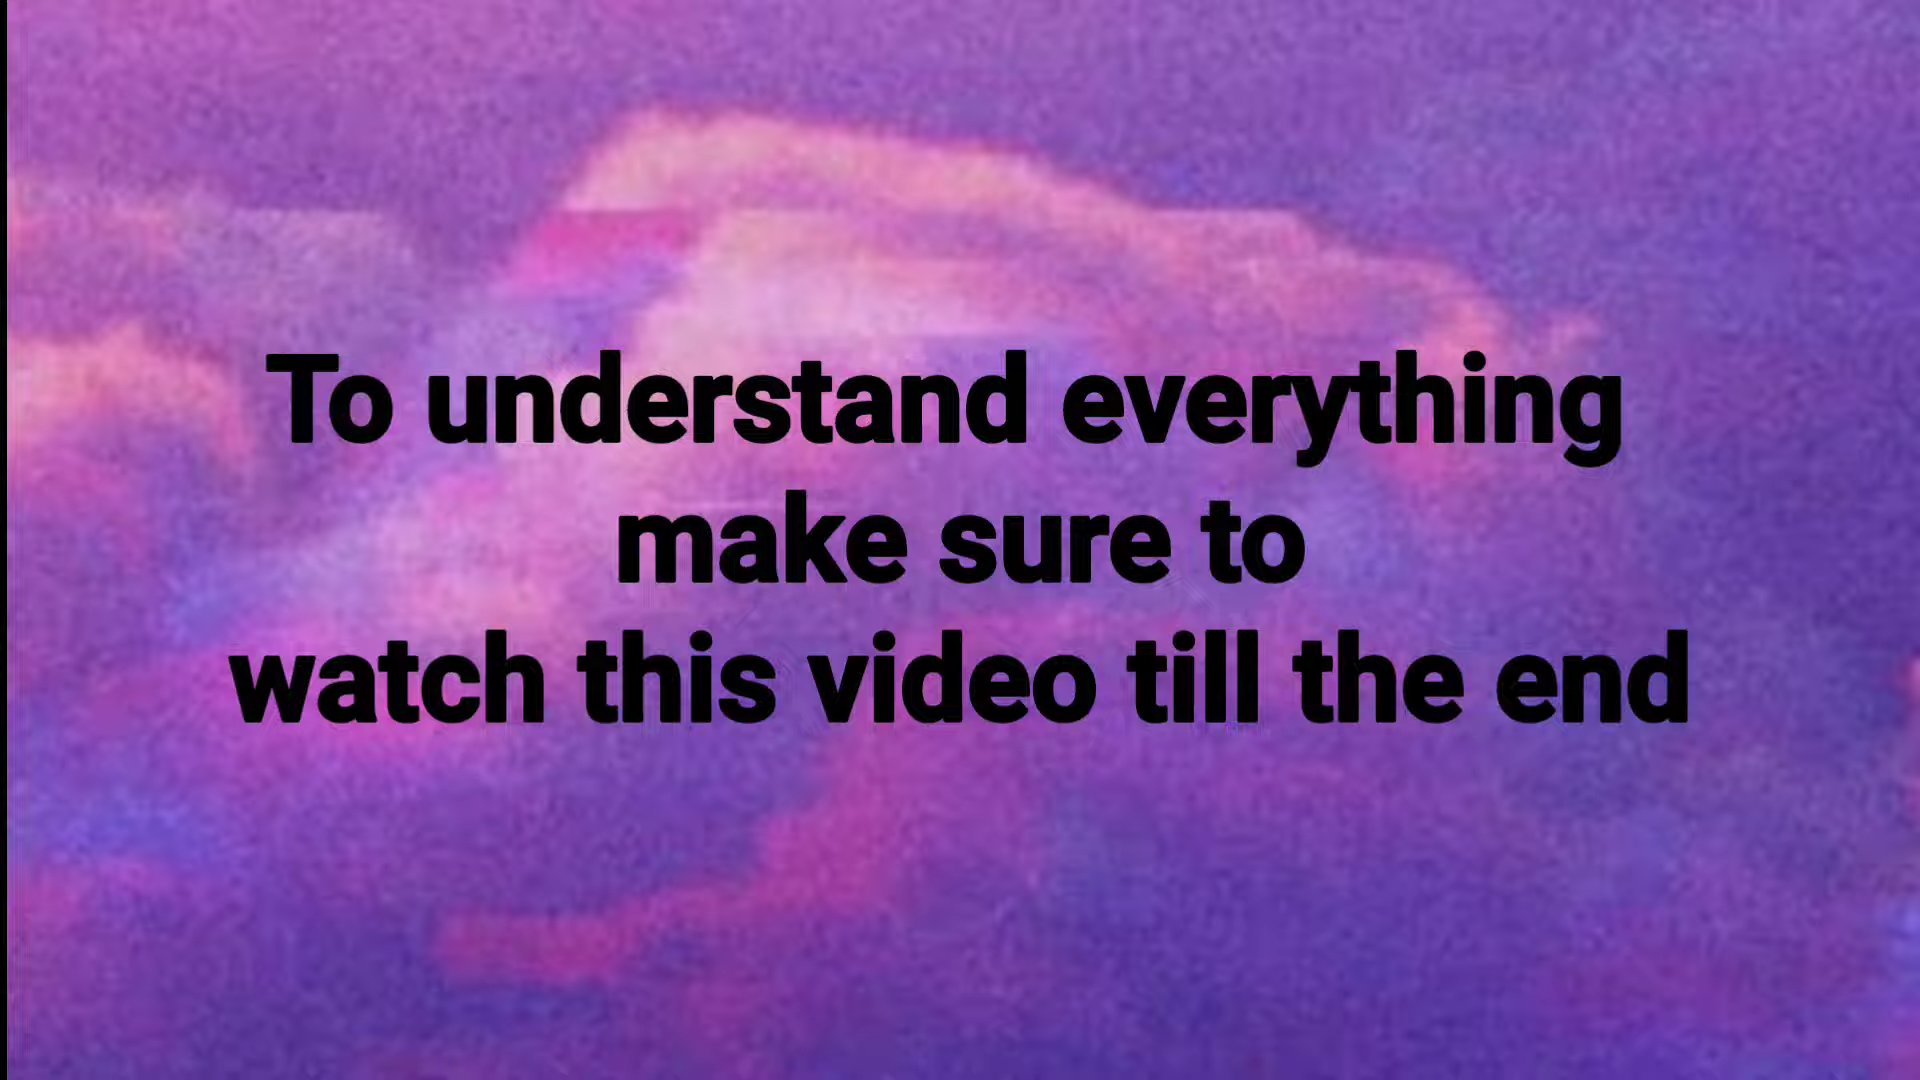 To understand everything
make sure to
watch this video till the end